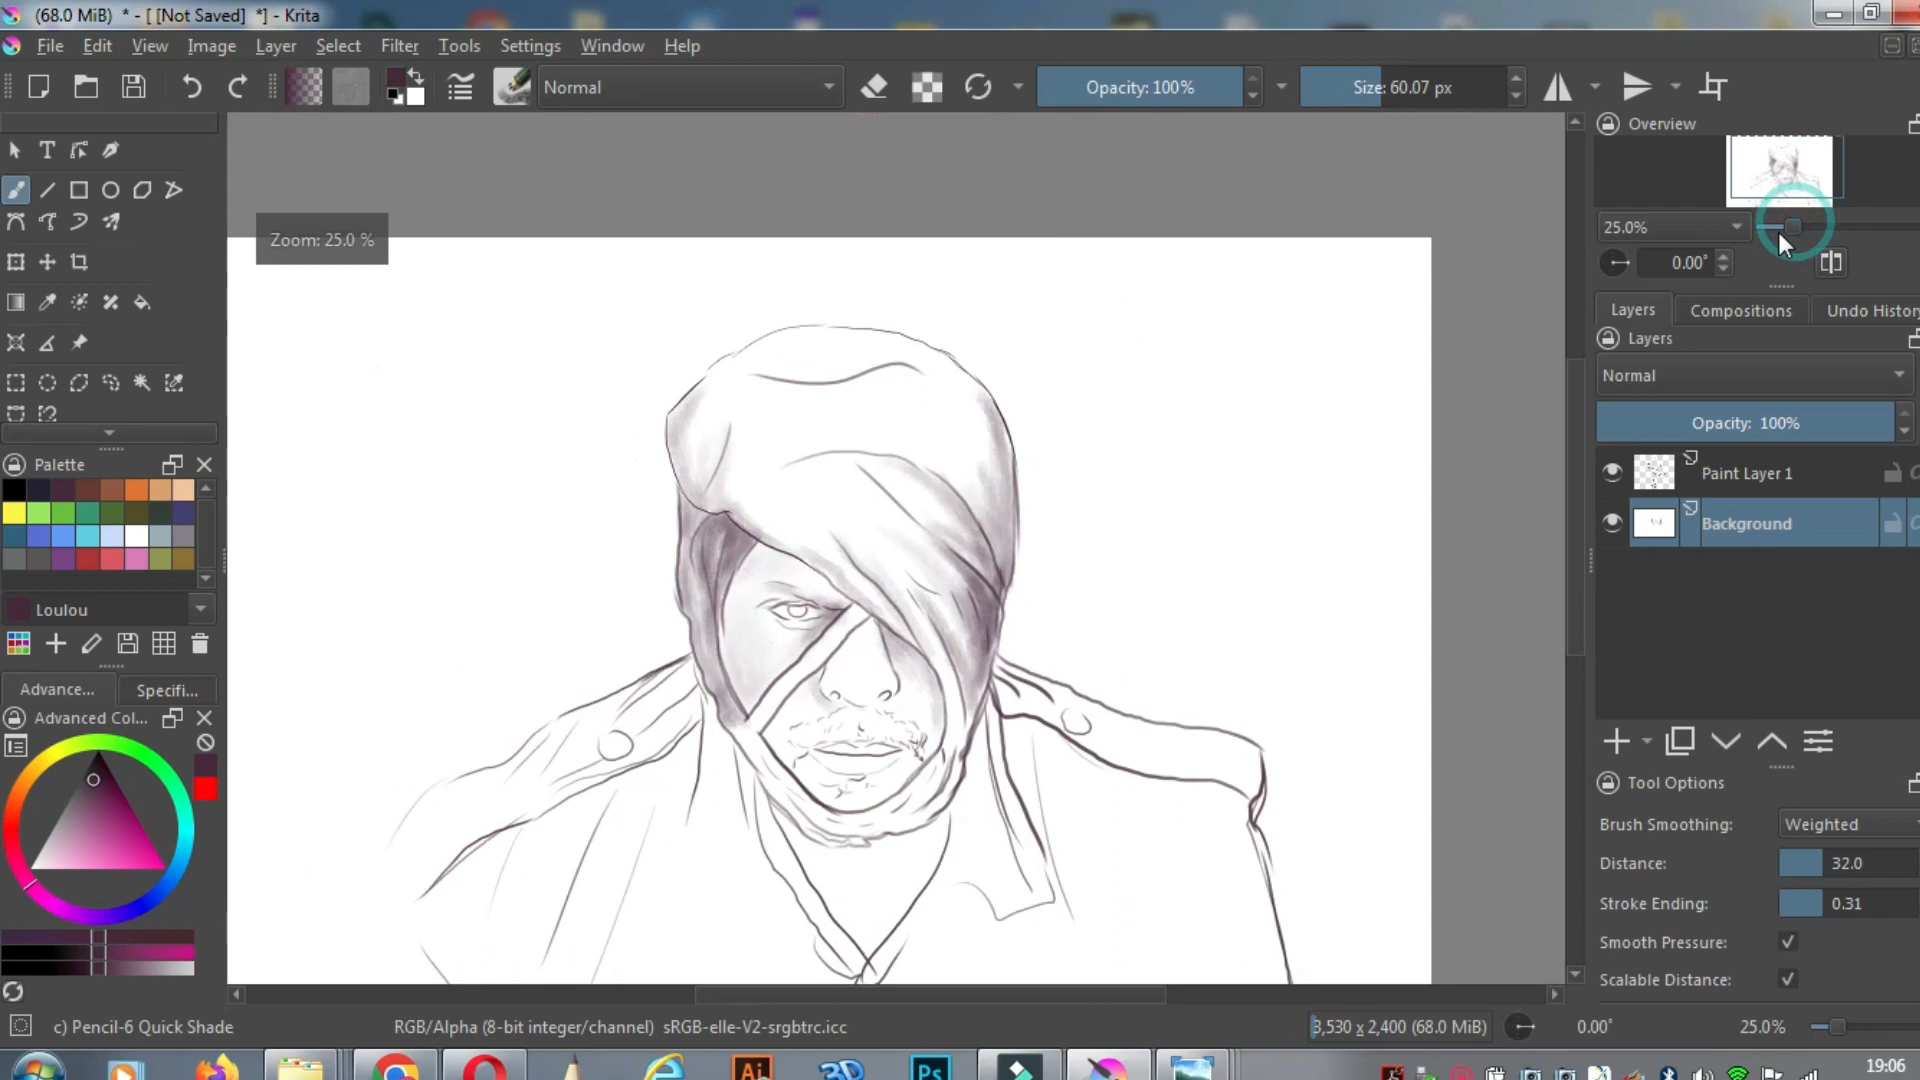 (68.0 MiB)  * - [ [Not Saved]  *] - Krita
File Edit View Image Layer Select Filter Tools Settings Window Help
Normal
Opacity: 100%
Size: 60.07 px
Overview
Zoom: 25.0 %
25.0%
0.00°
Layers Compositions Undo History
Layers
Normal
Opacity:  100%
Paint Layer 1
Background
Palette
Loulou
Advance... Specifi...
Advanced Col...
Tool Options
Brush Smoothing: Weighted
Distance: 32.0
Stroke Ending: 0.31
Smooth Pressure:
Scalable Distance:
c) Pencil-6 Quick Shade
RGB/Alpha (8-bit integer/channel)  sRGB-elle-V2-srgbtrc.icc
3,530 x 2,400 (68.0 MiB)
0.00°
25.0%
Ai
3D
Ps
19:06